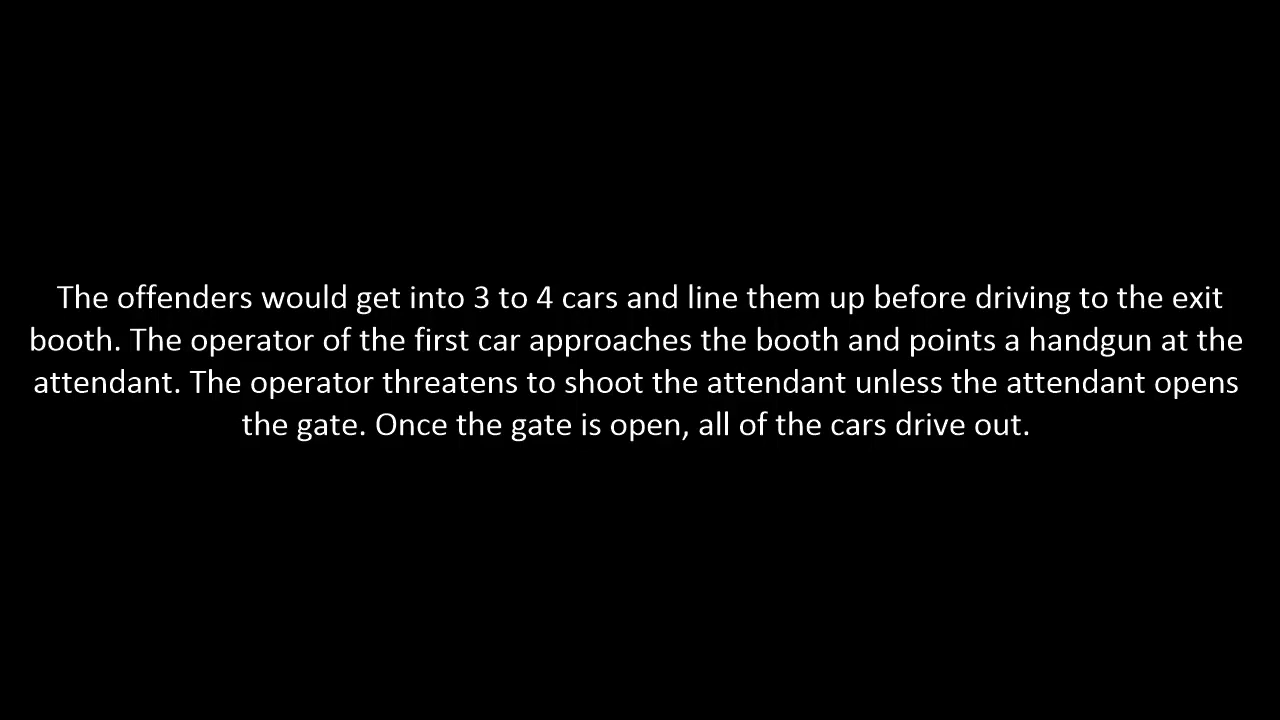 The offenders would get into 3 to 4 cars and line them up before driving to the exit
booth. The operator of the first car approaches the booth and points a handgun at the
attendant. The operator threatens to shoot the attendant unless the attendant opens
the gate. Once the gate is open, all of the cars drive out.